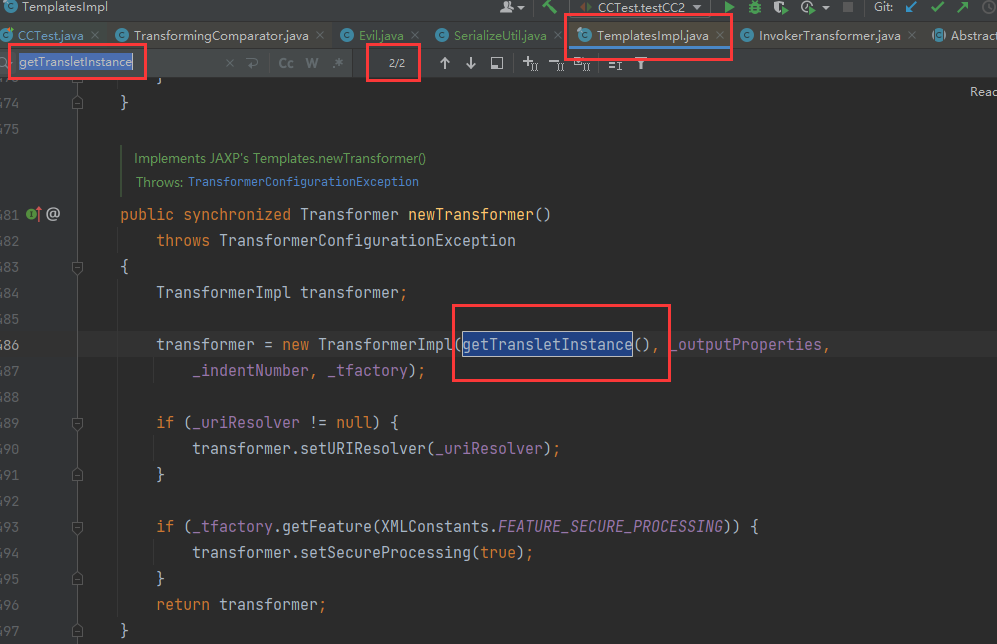 TemplatesImpl CCTest.testCC2 Git:
CCTest.java TransformingComparator.java Evil.java SerializeUtil.java TemplatesImpl.java InvokerTransformer.java Abstract
getTransletInstance Cc W .* 2/2
Read
474 }
475
Implements JAXP's Templates.newTransformer()
Throws: TransformerConfigurationException
481 @ public synchronized Transformer newTransformer()
482 throws TransformerConfigurationException
483 {
484 TransformerImpl transformer;
485
486 transformer = new TransformerImpl(getTransletInstance(), _outputProperties,
487 _indentNumber, _tfactory);
488
489 if (_uriResolver != null) {
490 transformer.setURIResolver(_uriResolver);
491 }
492
493 if (_tfactory.getFeature(XMLConstants.FEATURE_SECURE_PROCESSING)) {
494 transformer.setSecureProcessing(true);
495 }
496 return transformer;
497 }